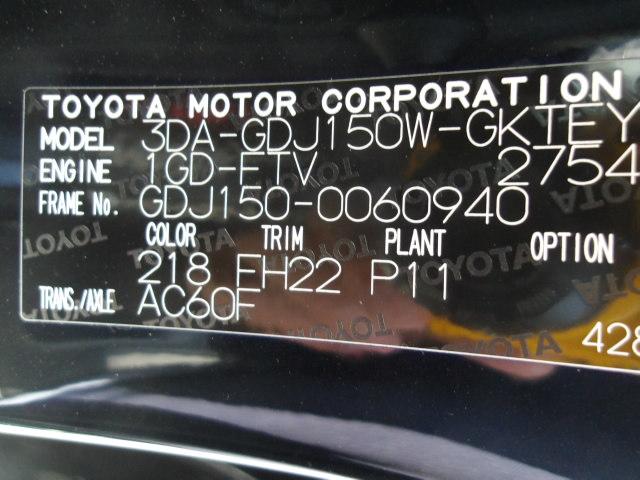 TOYOTA MOTOR CORPORATION
MODEL 3DA-GDJ150W-GKTEY
ENGINE 1GD-FTV 2754
FRAME No. GDJ150-0060940
COLOR TRIM PLANT OPTION
218 FH22 P11
TRANS./AXLE AC60F
428